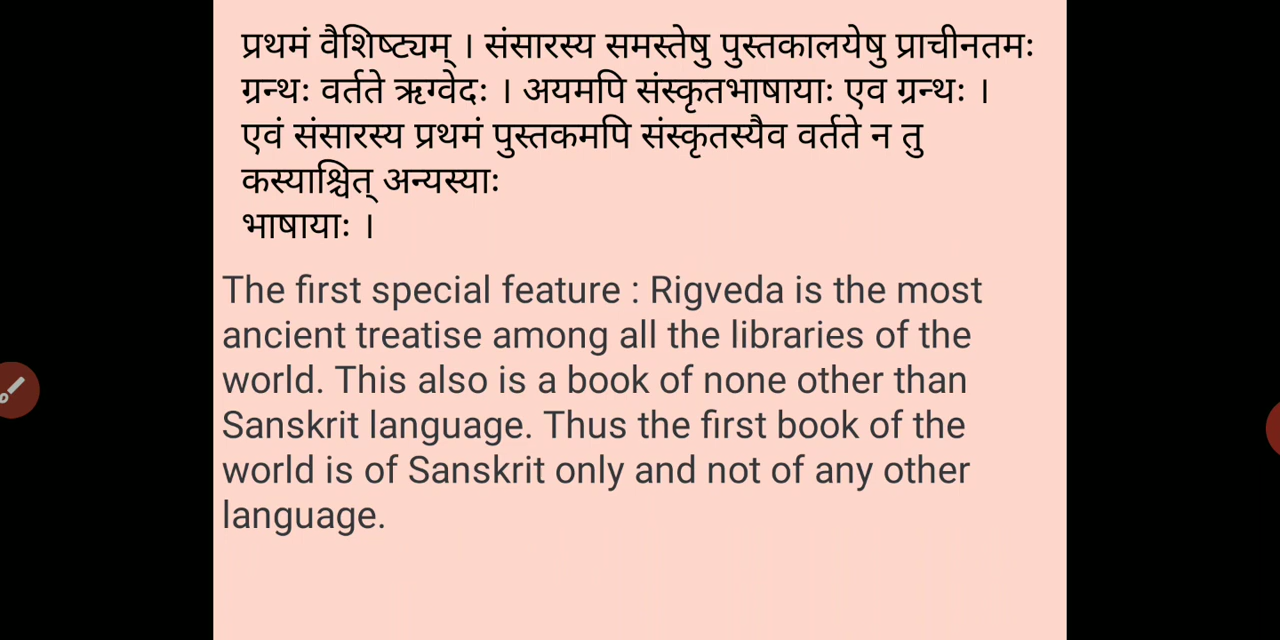 प्रथमं वैशिष्ट्यम् । संसारस्य समस्तेषु पुस्तकालयेषु प्राचीनतमः
ग्रन्थः वर्तते ऋग्वेदः । अयमपि संस्कृतभाषायाः एव ग्रन्थः ।
एवं संसारस्य प्रथमं पुस्तकमपि संस्कृतस्यैव वर्तते न तु
कस्याश्चित् अन्यस्याः
भाषायाः ।
The first special feature : Rigveda is the most
ancient treatise among all the libraries of the
world. This also is a book of none other than
Sanskrit language. Thus the first book of the
world is of Sanskrit only and not of any other
language.